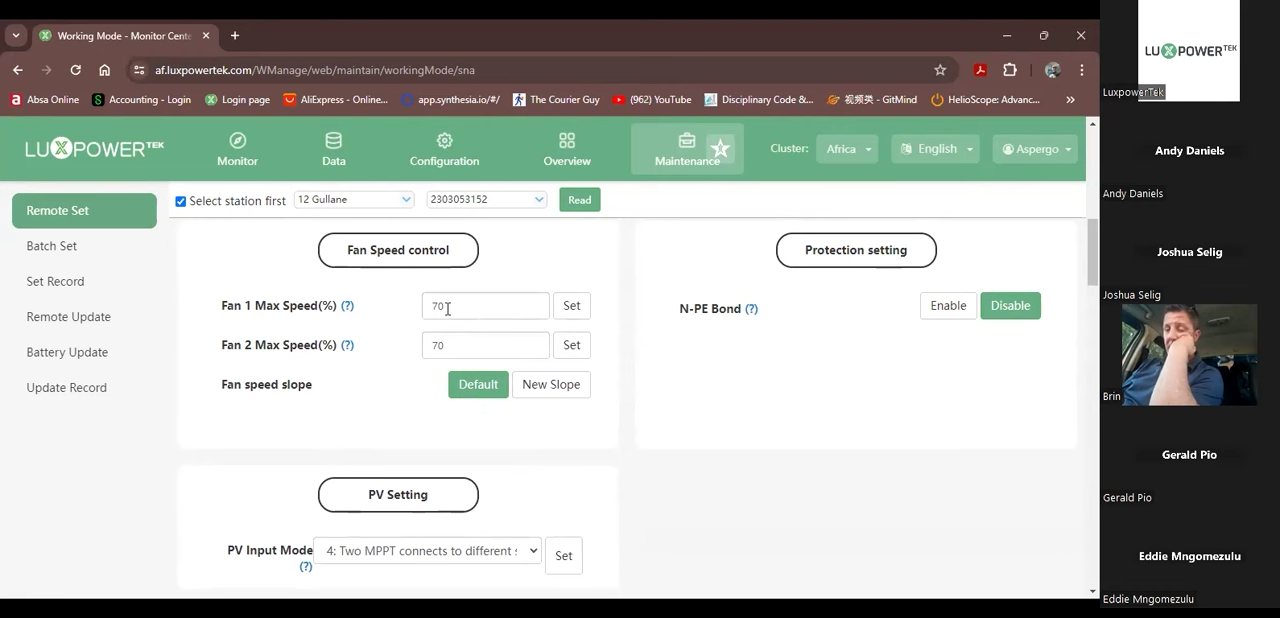 Working Mode - Monitor Cente
af.luxpowertek.com/WManage/web/maintain/workingMode/sna
Absa Online
Accounting - Login
Login page
AliExpress - Online...
app.synthesia.io/#/
The Courier Guy
(962) YouTube
Disciplinary Code &...
视频类 - GitMind
HelioScope: Advanc...
LUXPOWERTEK
Monitor
Data
Configuration
Overview
Maintenance
Cluster:
Africa
English
Aspergo
Remote Set
Batch Set
Set Record
Remote Update
Battery Update
Update Record
Select station first
12 Gullane
2303053152
Read
Fan Speed control
Fan 1 Max Speed(%) (?) 70 Set
Fan 2 Max Speed(%) (?) 70 Set
Fan speed slope Default New Slope
Protection setting
N-PE Bond (?) Enable Disable
PV Setting
PV Input Mode (?)
4: Two MPPT connects to different s
Set
LUXPOWERTEK
LuxpowerTek
Andy Daniels
Andy Daniels
Joshua Selig
Joshua Selig
Brin
Gerald Pio
Gerald Pio
Eddie Mngomezulu
Eddie Mngomezulu